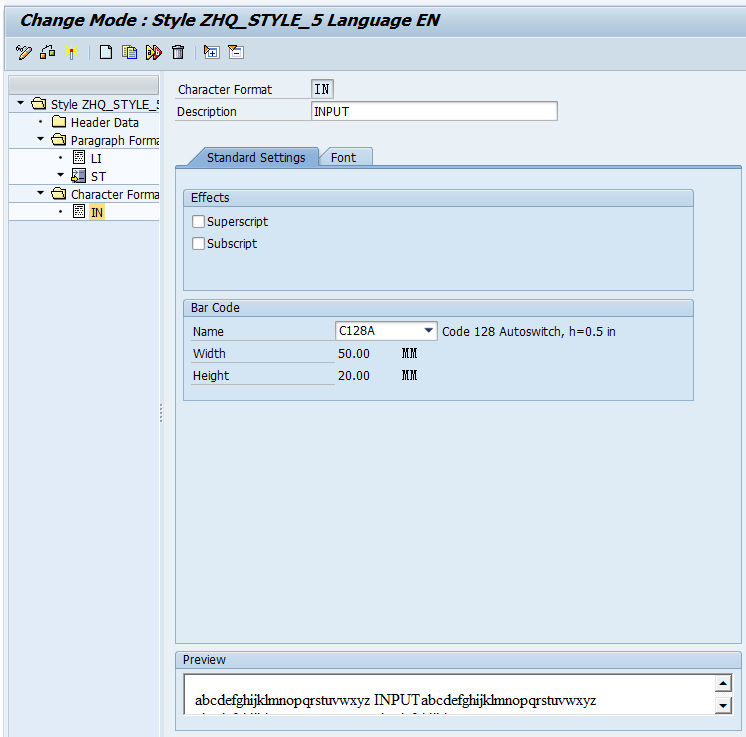 Change Mode : Style ZHQ_STYLE_5 Language EN
Style ZHQ_STYLE_5
Header Data
Paragraph Forma
LI
ST
Character Forma
IN
Character Format IN
Description INPUT
Standard Settings Font
Effects
Superscript
Subscript
Bar Code
Name C128A Code 128 Autoswitch, h=0.5 in
Width 50.00 MM
Height 20.00 MM
Preview
abcdefghijklmnopqrstuvwxyz INPUTabcdefghijklmnopqrstuvwxyz